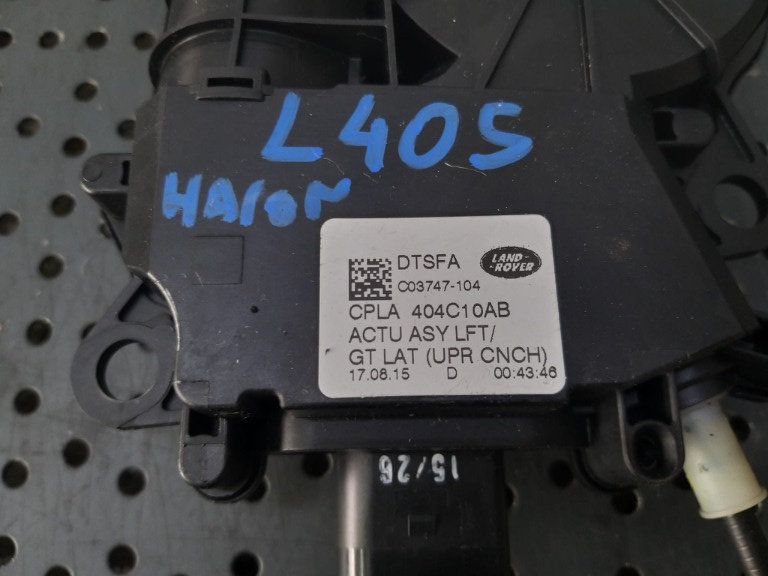 L405
HAION
DTSFA
LAND-
ROVER
C03747-104
CPLA 404C10AB
ACTU ASY LFT/
GT LAT (UPR CNCH)
17.08.15 D 00:43:46
15/26